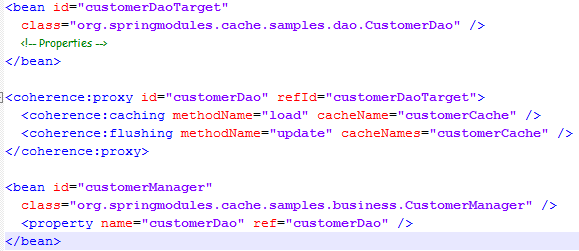 <bean id="customerDaoTarget"
class="org.springmodules.cache.samples.dao.CustomerDao" />
<!-- Properties -->
</bean>
<coherence:proxy id="customerDao" refId="customerDaoTarget">
<coherence:caching methodName="load" cacheName="customerCache" />
<coherence:flushing methodName="update" cacheNames="customerCache" />
</coherence:proxy>
<bean id="customerManager"
class="org.springmodules.cache.samples.business.CustomerManager" />
<property name="customerDao" ref="customerDao" />
</bean>